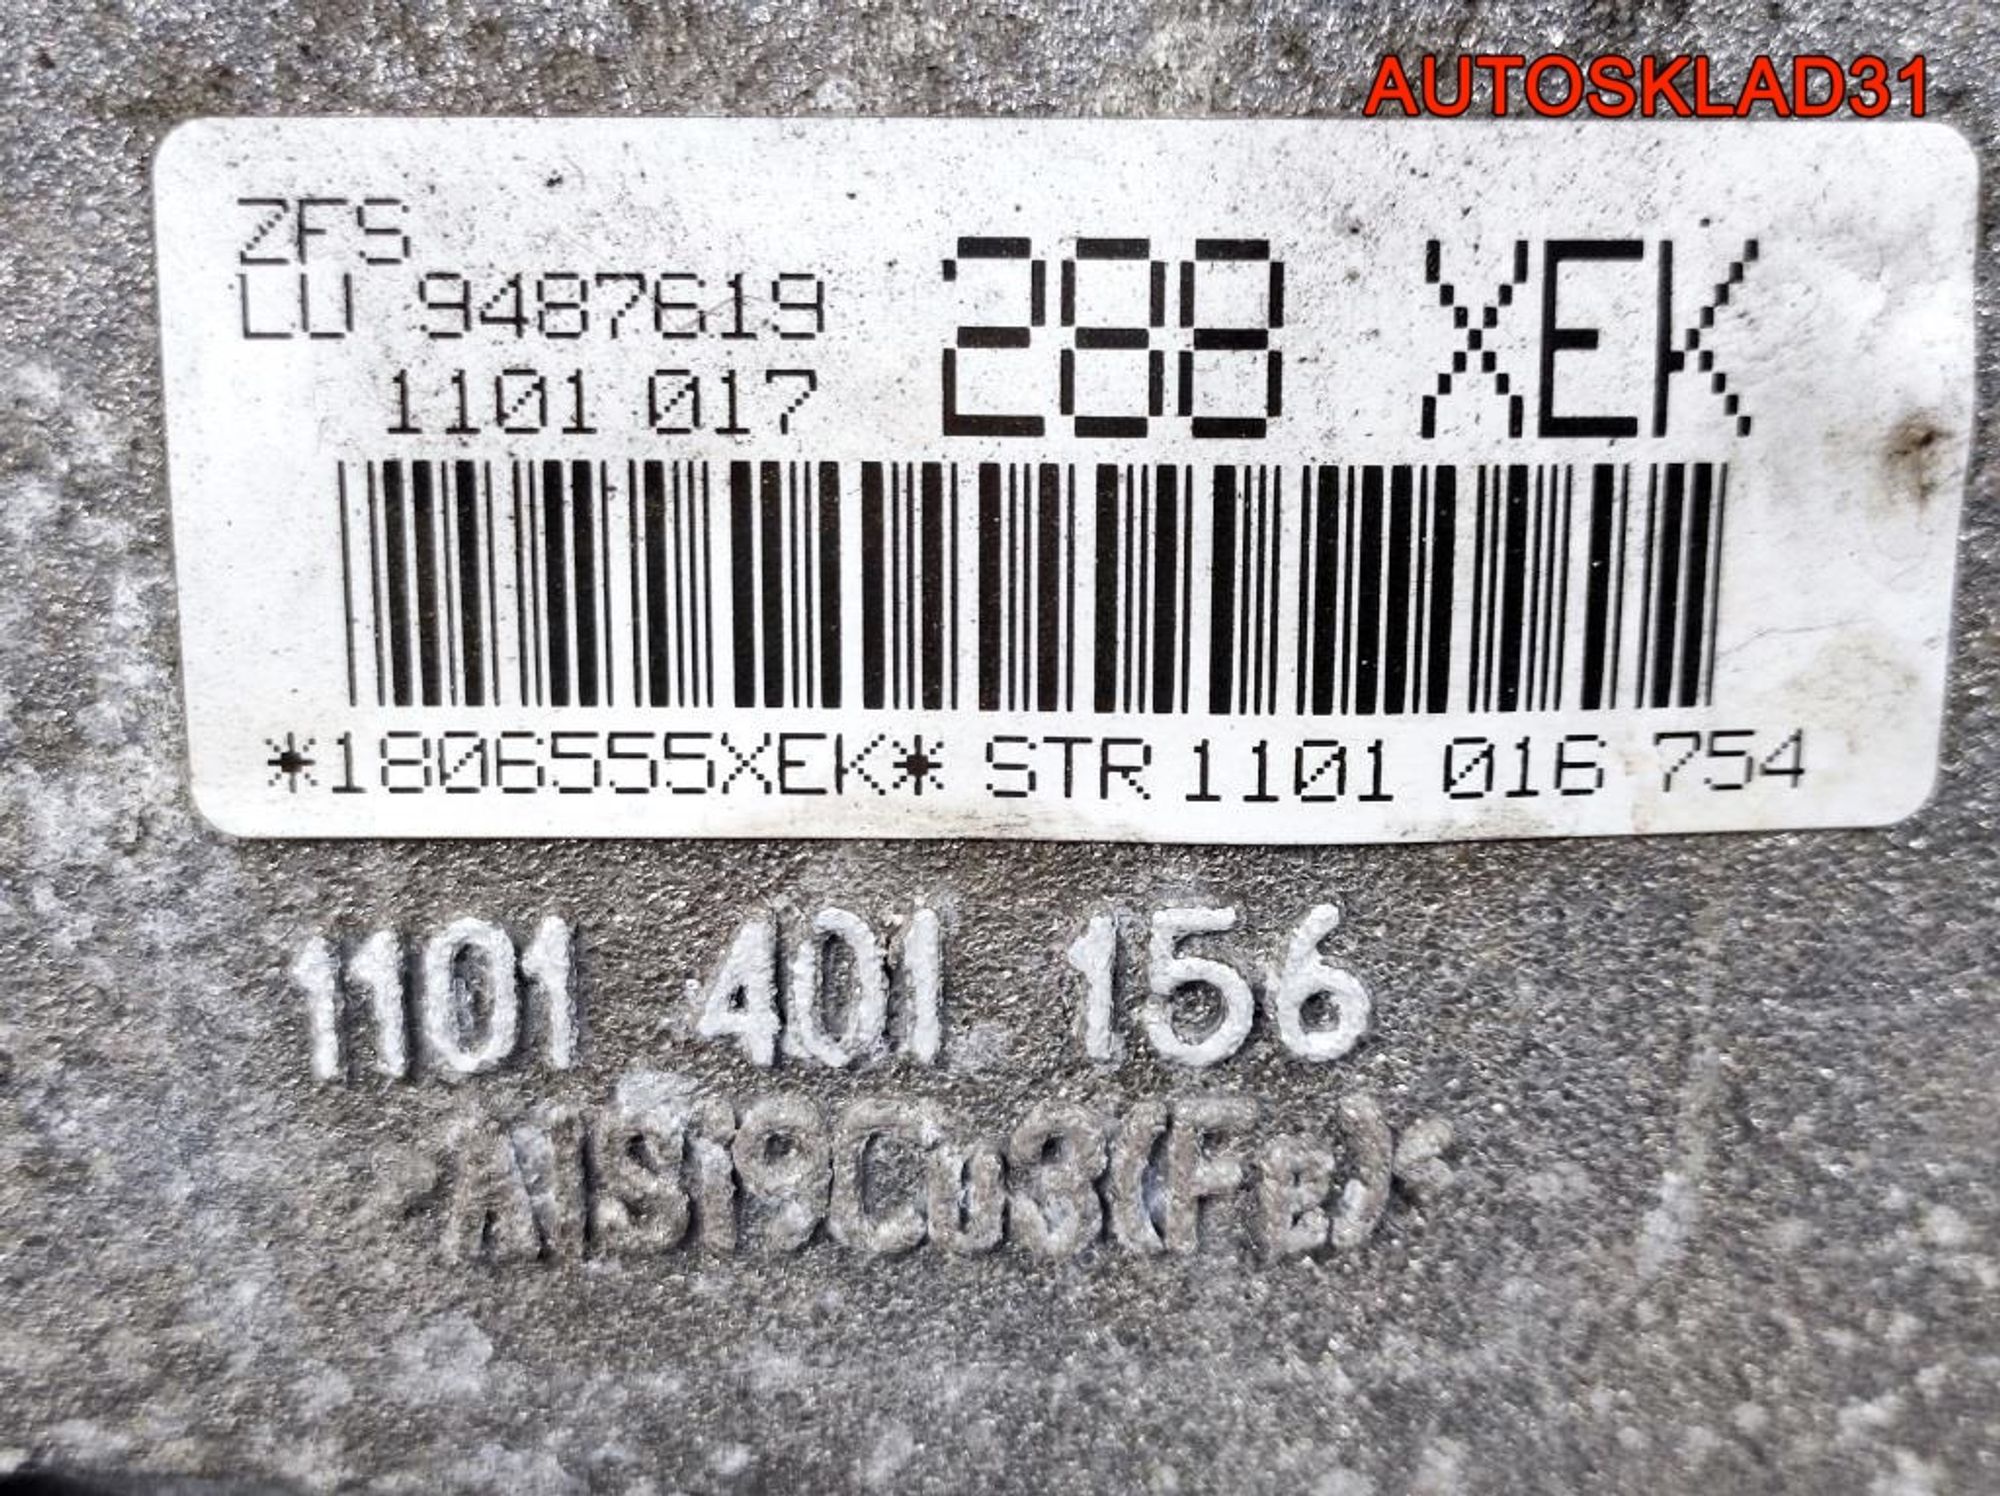 AUTOSKLAD31
ZFS
LU 9487619
1101 017
288 XEK
*1806555XEK* STR 1101 016 754
1101 401 156
>AlSi9Cu3(Fe)<